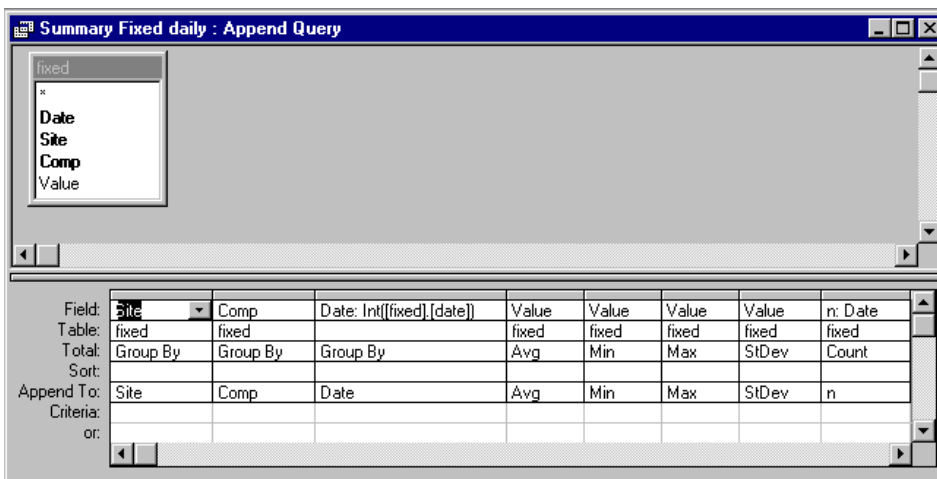 Summary Fixed daily : Append Query
fixed
*
Date
Site
Comp
Value
Field: Site Comp Date: Int([fixed].[date]) Value Value Value Value n: Date
Table: fixed fixed fixed fixed fixed fixed fixed
Total: Group By Group By Group By Avg Min Max StDev Count
Sort:
Append To: Site Comp Date Avg Min Max StDev n
Criteria:
or: